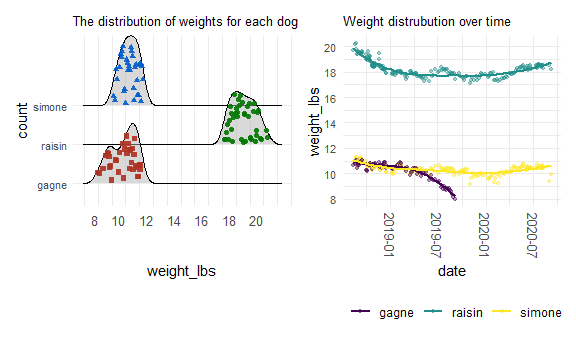 The distribution of weights for each dog
count
simone
raisin
gagne
8 10 12 14 16 18 20
weight_lbs
Weight distrubution over time
weight_lbs
20
18
16
14
12
10
8
2019-01
2019-07
2020-01
2020-07
date
gagne raisin simone